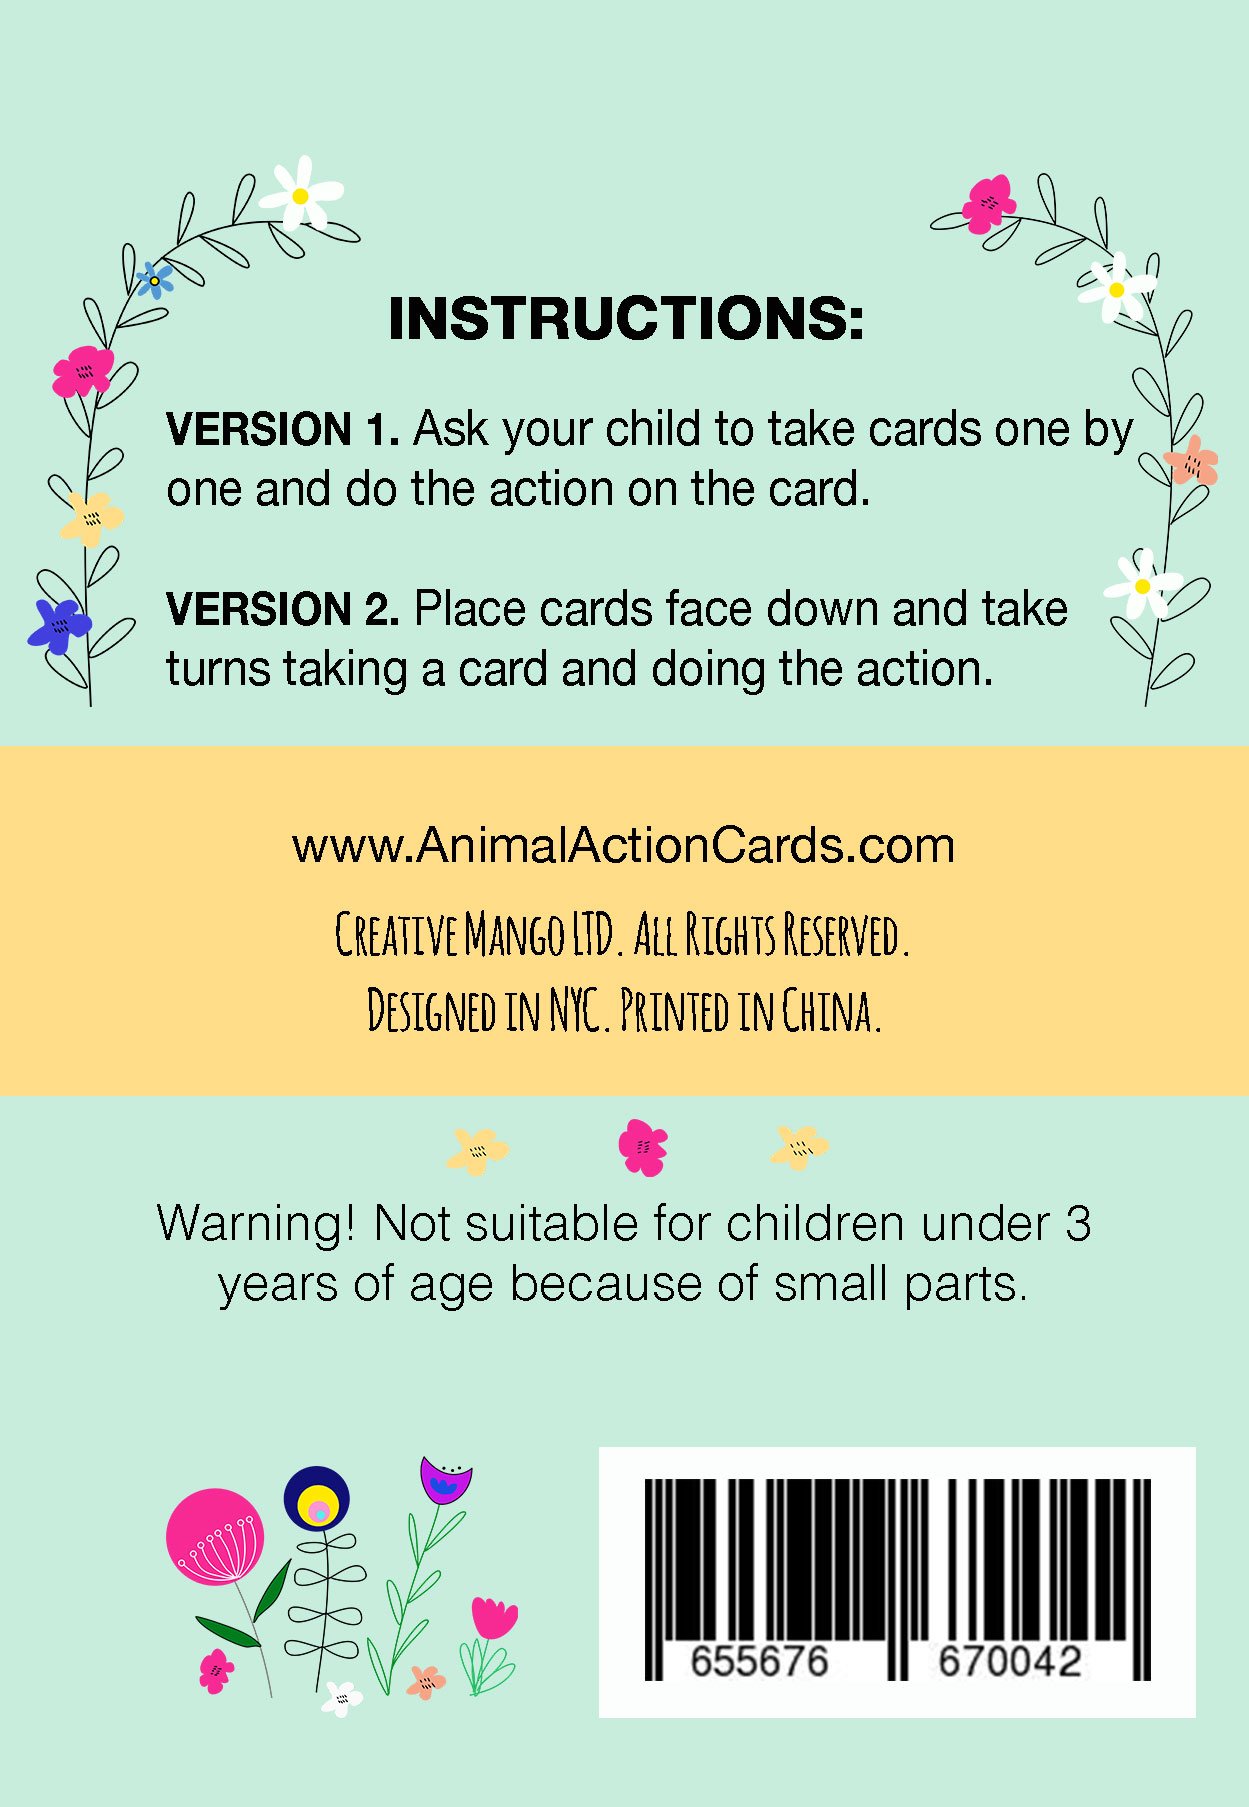 INSTRUCTIONS:
VERSION 1. Ask your child to take cards one by
one and do the action on the card.
VERSION 2. Place cards face down and take
turns taking a card and doing the action.
www.AnimalActionCards.com
Creative Mango LTD. All Rights Reserved.
Designed in NYC. Printed in China.
Warning! Not suitable for children under 3
years of age because of small parts.
655676 670042